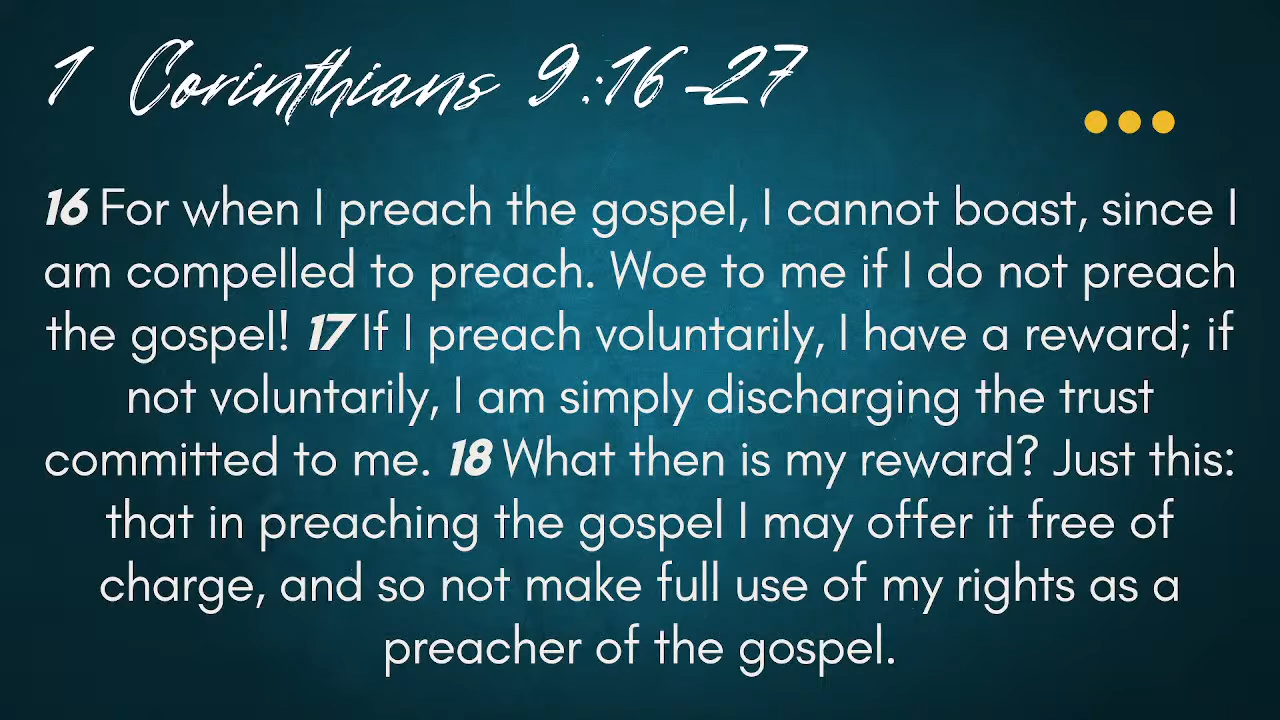 1 Corinthians 9:16-27
16 For when I preach the gospel, I cannot boast, since I
am compelled to preach. Woe to me if I do not preach
the gospel! 17 If I preach voluntarily, I have a reward; if
not voluntarily, I am simply discharging the trust
committed to me. 18 What then is my reward? Just this:
that in preaching the gospel I may offer it free of
charge, and so not make full use of my rights as a
preacher of the gospel.